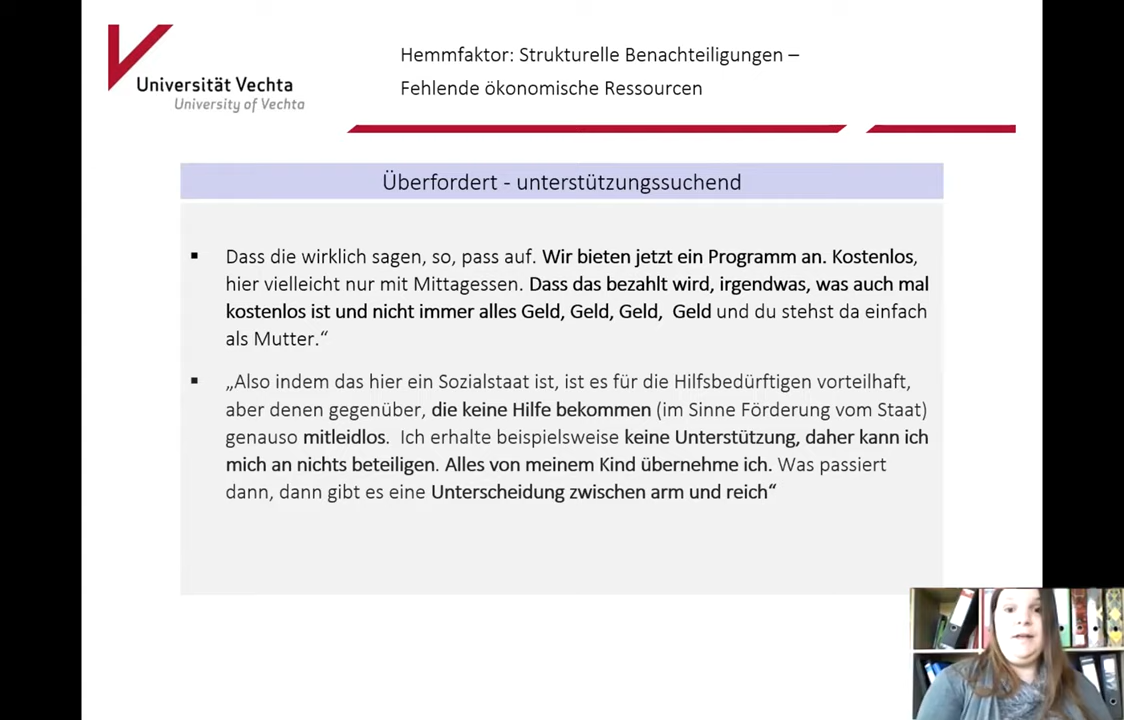 Universität Vechta
University of Vechta
Hemmfaktor: Strukturelle Benachteiligungen –
Fehlende ökonomische Ressourcen
Überfordert - unterstützungssuchend
▪ Dass die wirklich sagen, so, pass auf. Wir bieten jetzt ein Programm an. Kostenlos,
hier vielleicht nur mit Mittagessen. Dass das bezahlt wird, irgendwas, was auch mal
kostenlos ist und nicht immer alles Geld, Geld, Geld, Geld und du stehst da einfach
als Mutter.“
▪ „Also indem das hier ein Sozialstaat ist, ist es für die Hilfsbedürftigen vorteilhaft,
aber denen gegenüber, die keine Hilfe bekommen (im Sinne Förderung vom Staat)
genauso mitleidlos. Ich erhalte beispielsweise keine Unterstützung, daher kann ich
mich an nichts beteiligen. Alles von meinem Kind übernehme ich. Was passiert
dann, dann gibt es eine Unterscheidung zwischen arm und reich“